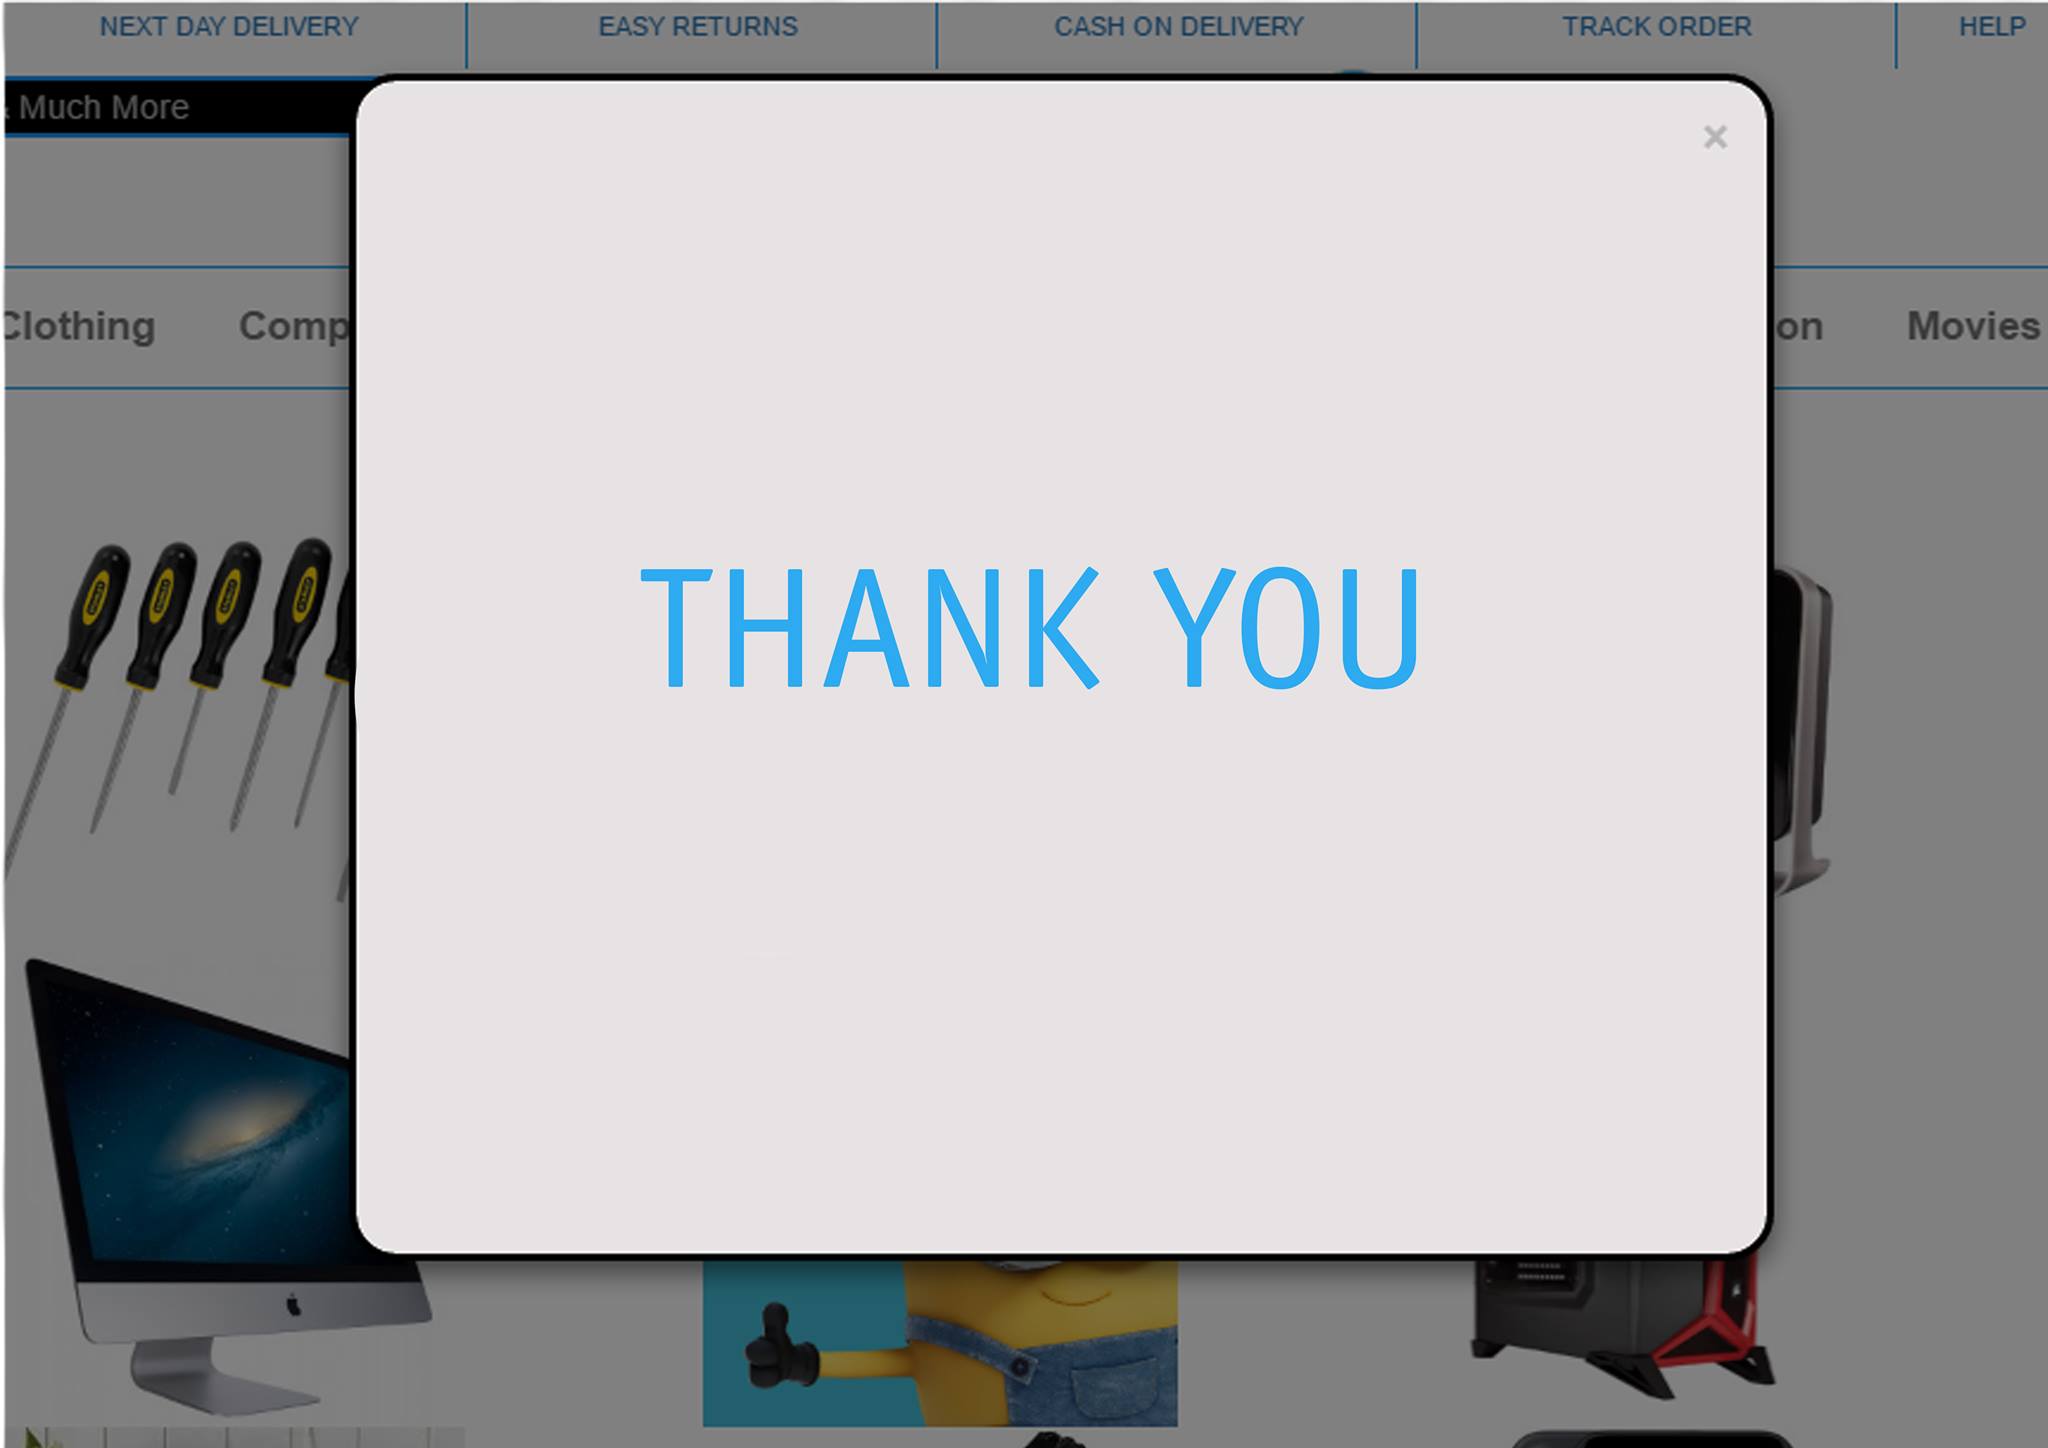 NEXT DAY DELIVERY
EASY RETURNS
CASH ON DELIVERY
TRACK ORDER
HELP
& Much More
×
Clothing
Comp
on
Movies
THANK YOU